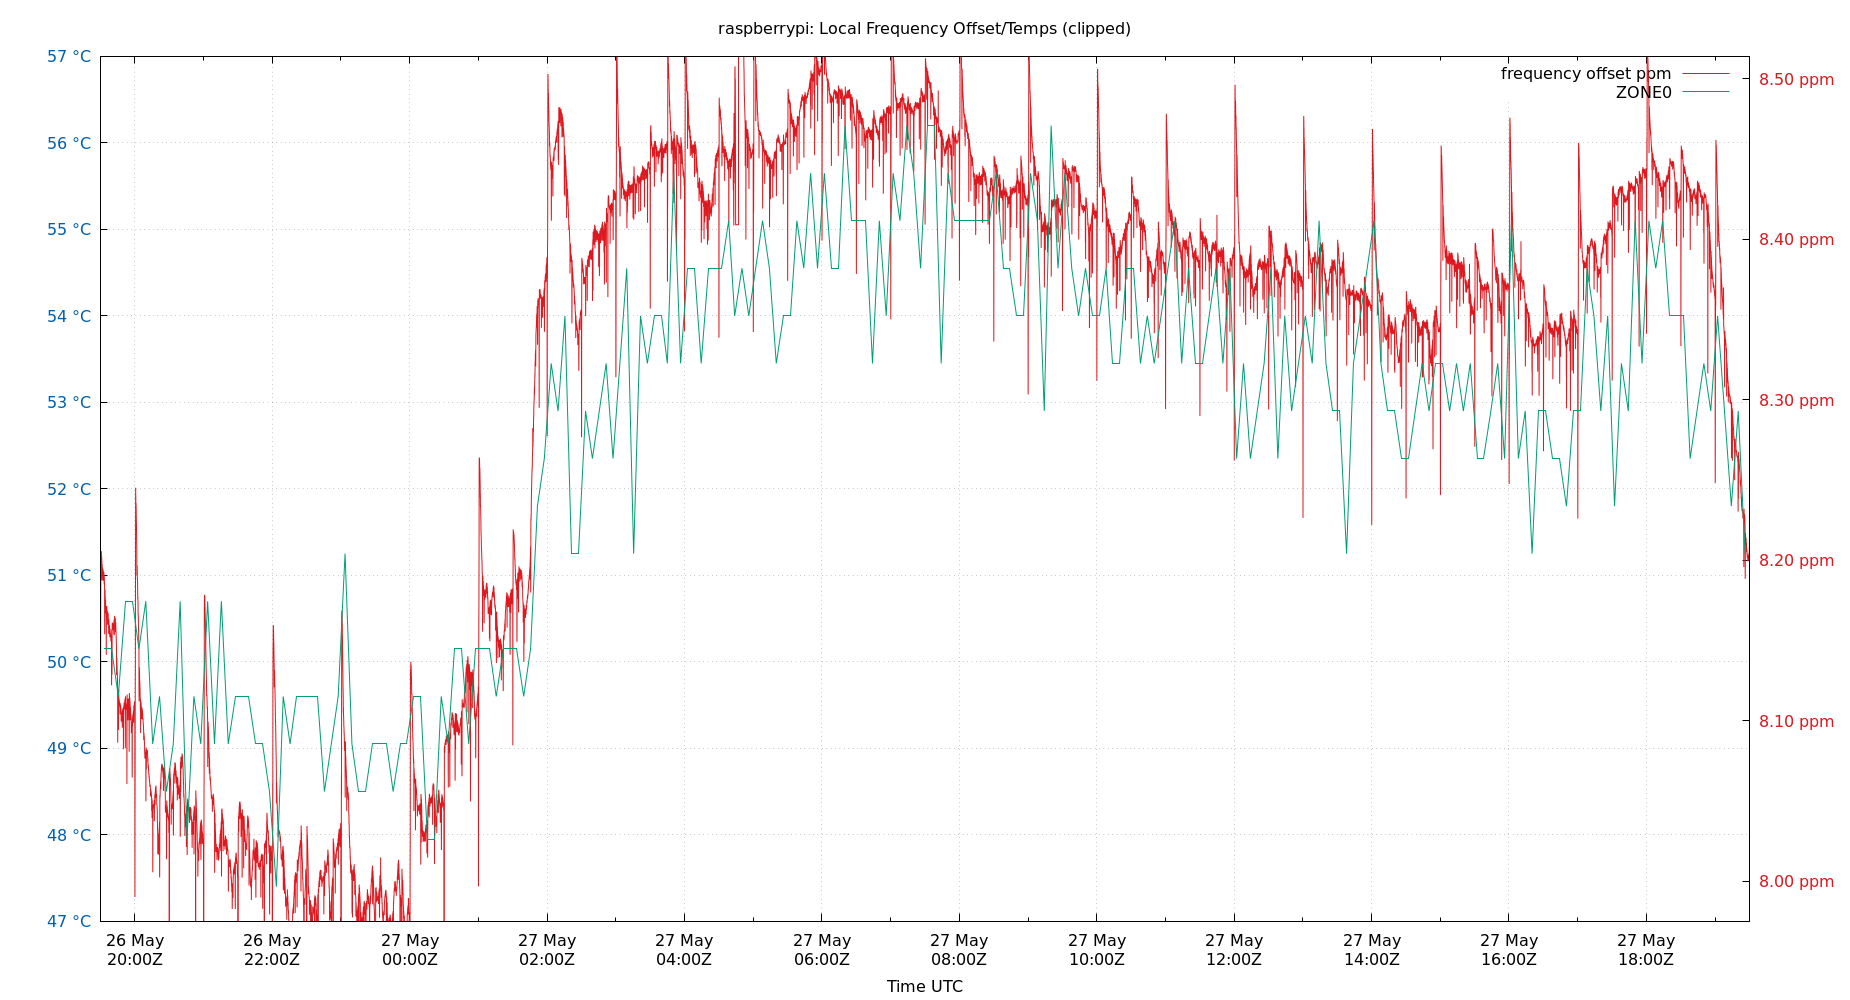 raspberrypi: Local Frequency Offset/Temps (clipped)
frequency offset ppm
ZONE0
57 °C
56 °C
55 °C
54 °C
53 °C
52 °C
51 °C
50 °C
49 °C
48 °C
47 °C
8.50 ppm
8.40 ppm
8.30 ppm
8.20 ppm
8.10 ppm
8.00 ppm
26 May
20:00Z
26 May
22:00Z
27 May
00:00Z
27 May
02:00Z
27 May
04:00Z
27 May
06:00Z
27 May
08:00Z
27 May
10:00Z
27 May
12:00Z
27 May
14:00Z
27 May
16:00Z
27 May
18:00Z
Time UTC